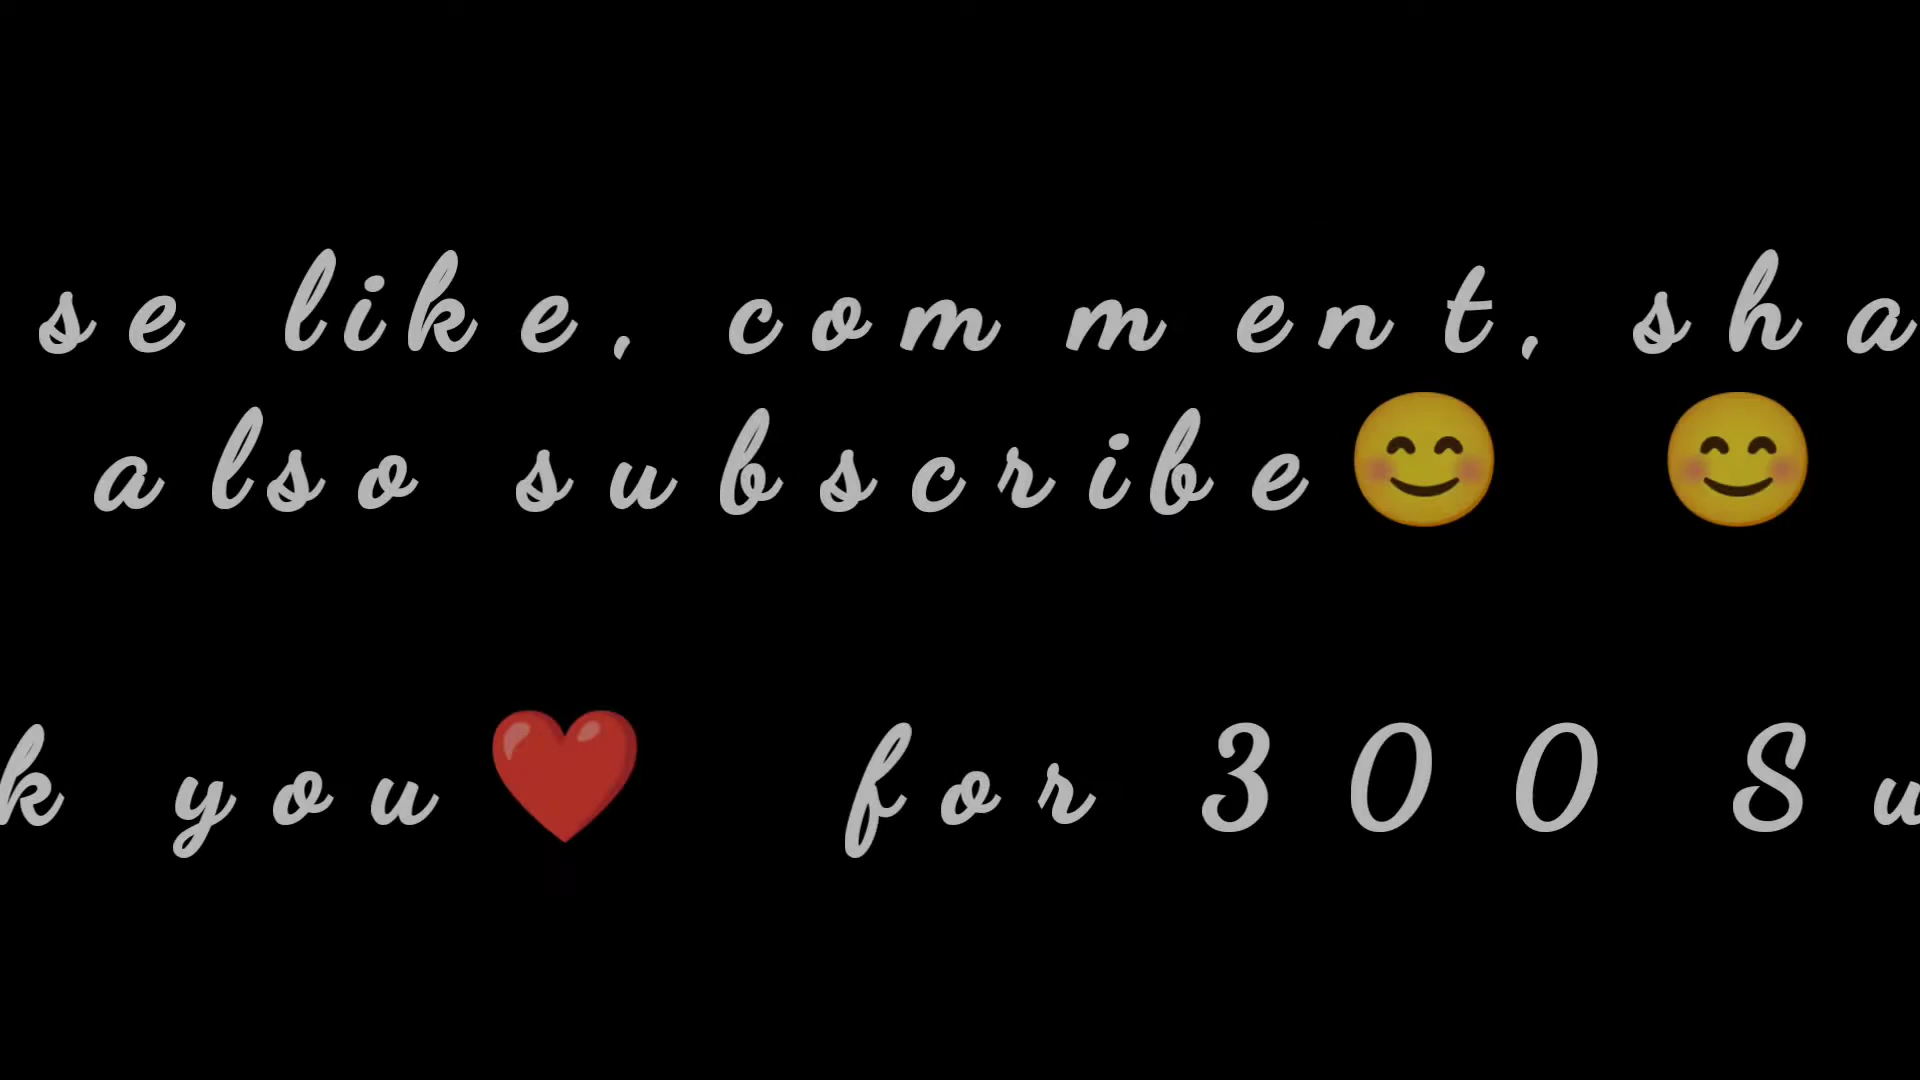 se like, comment, sha
also subscribe😊 😊
k you❤️ for 300 Su